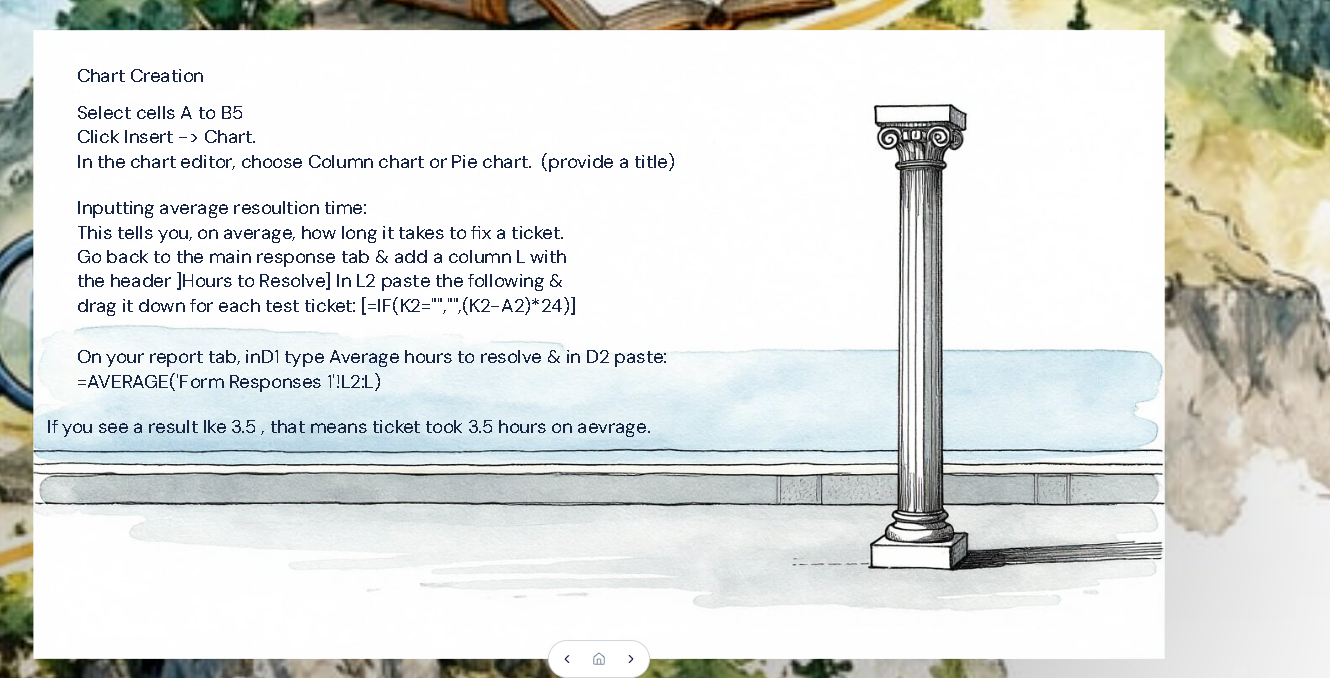 Chart Creation
Select cells A to B5
Click Insert -> Chart.
In the chart editor, choose Column chart or Pie chart. (provide a title)
Inputting average resoultion time:
This tells you, on average, how long it takes to fix a ticket.
Go back to the main response tab & add a column L with
the header ]Hours to Resolve] In L2 paste the following &
drag it down for each test ticket: [=IF(K2="","",(K2-A2)*24)]
On your report tab, inD1 type Average hours to resolve & in D2 paste:
=AVERAGE('Form Responses 1'!L2:L)
If you see a result lke 3.5 , that means ticket took 3.5 hours on aevrage.